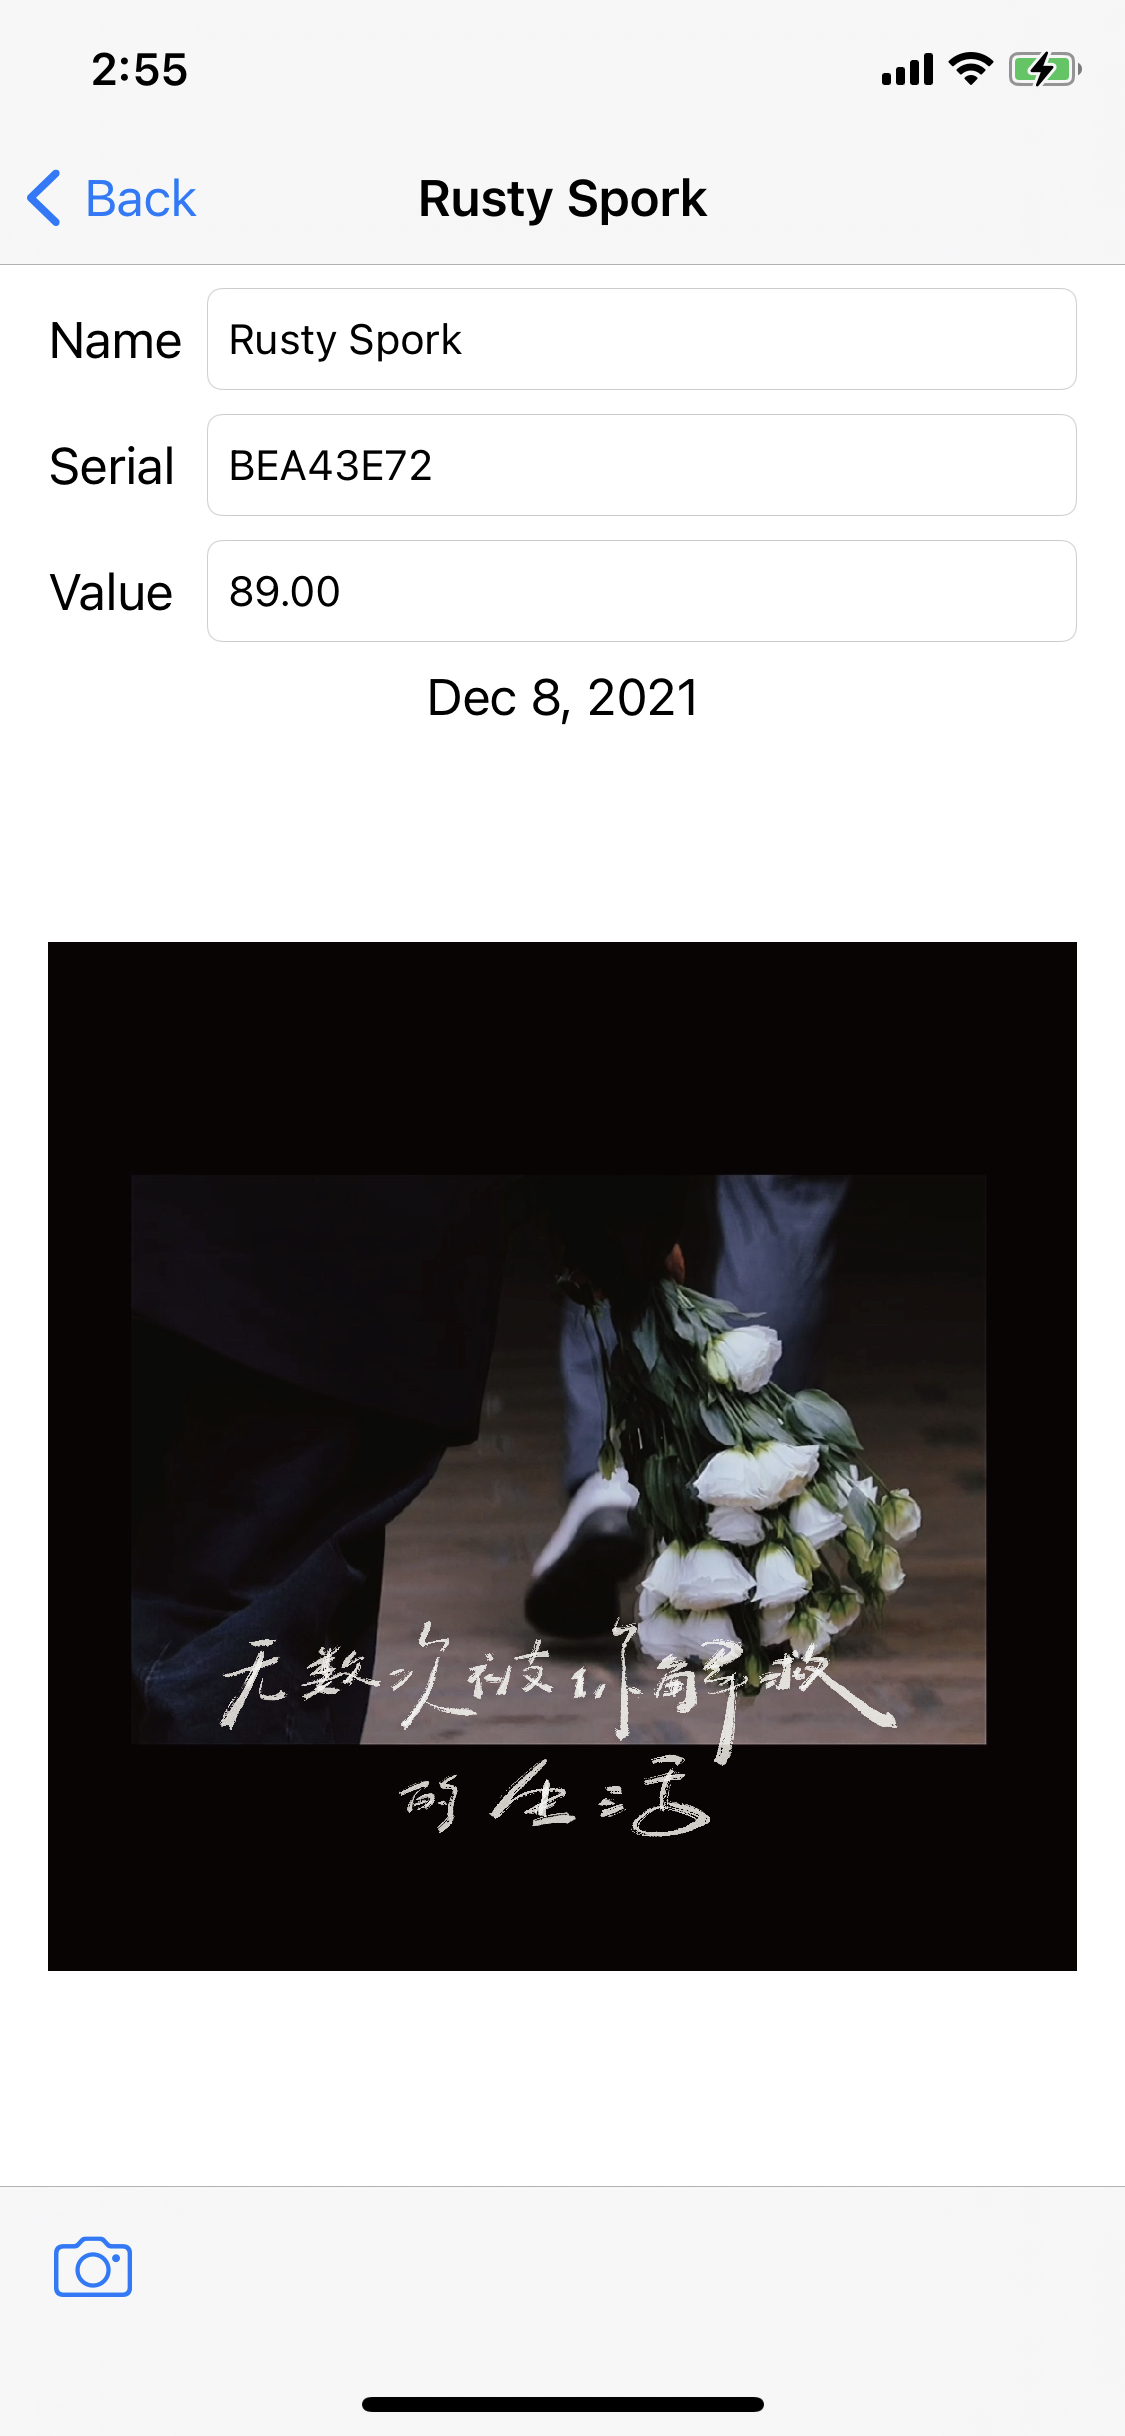 2:55
Back
Rusty Spork
Name Rusty Spork
Serial BEA43E72
Value 89.00
Dec 8, 2021
无数次被你解救
的生活